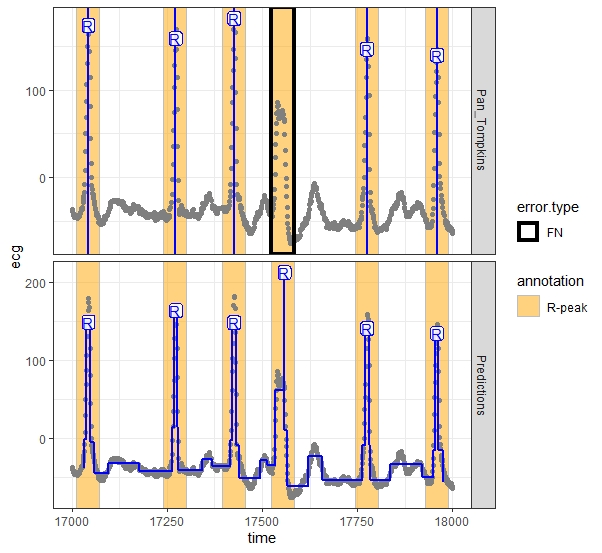 R R R R R
100
0
Pan_Tompkins
ecg
R
R R R R R
200
100
0
Predictions
17000 17250 17500 17750 18000
time
error.type
FN
annotation
R-peak